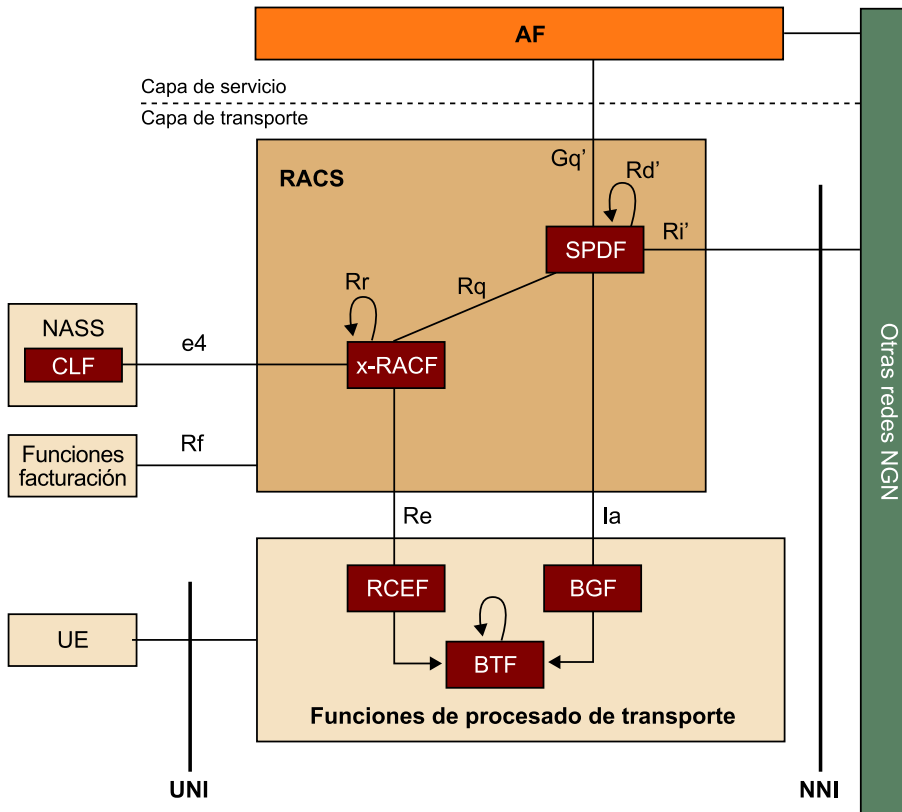 AF
Capa de servicio
Capa de transporte
RACS
Gq’
Rd’
SPDF
Ri’
Rr
Rq
NASS
CLF
e4
x-RACF
Funciones
facturación
Rf
Re
Ia
RCEF
BGF
UE
BTF
Funciones de procesado de transporte
UNI
NNI
Otras redes NGN